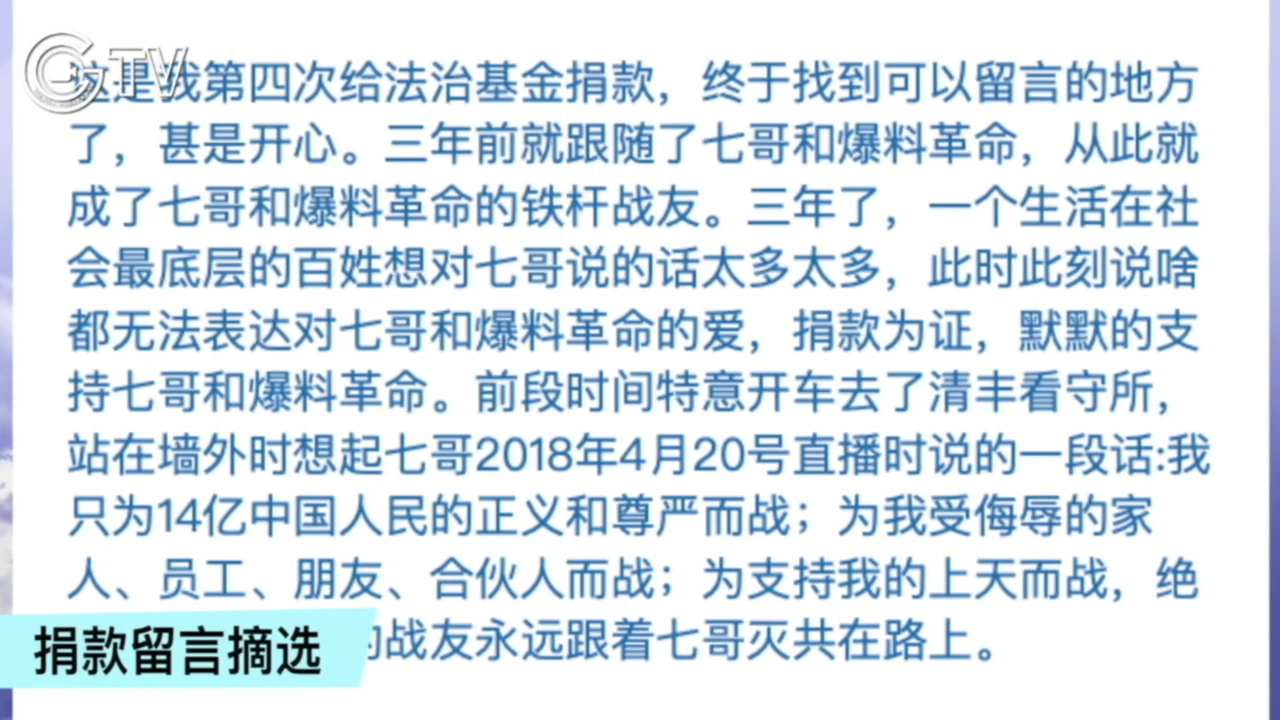 GTV
这是我第四次给法治基金捐款，终于找到可以留言的地方
了，甚是开心。三年前就跟随了七哥和爆料革命，从此就
成了七哥和爆料革命的铁杆战友。三年了，一个生活在社
会最底层的百姓想对七哥说的话太多太多，此时此刻说啥
都无法表达对七哥和爆料革命的爱，捐款为证，默默的支
持七哥和爆料革命。前段时间特意开车去了清丰看守所，
站在墙外时想起七哥2018年4月20号直播时说的一段话:我
只为14亿中国人民的正义和尊严而战；为我受侮辱的家
人、员工、朋友、合伙人而战；为支持我的上天而战，绝
的战友永远跟着七哥灭共在路上。
捐款留言摘选